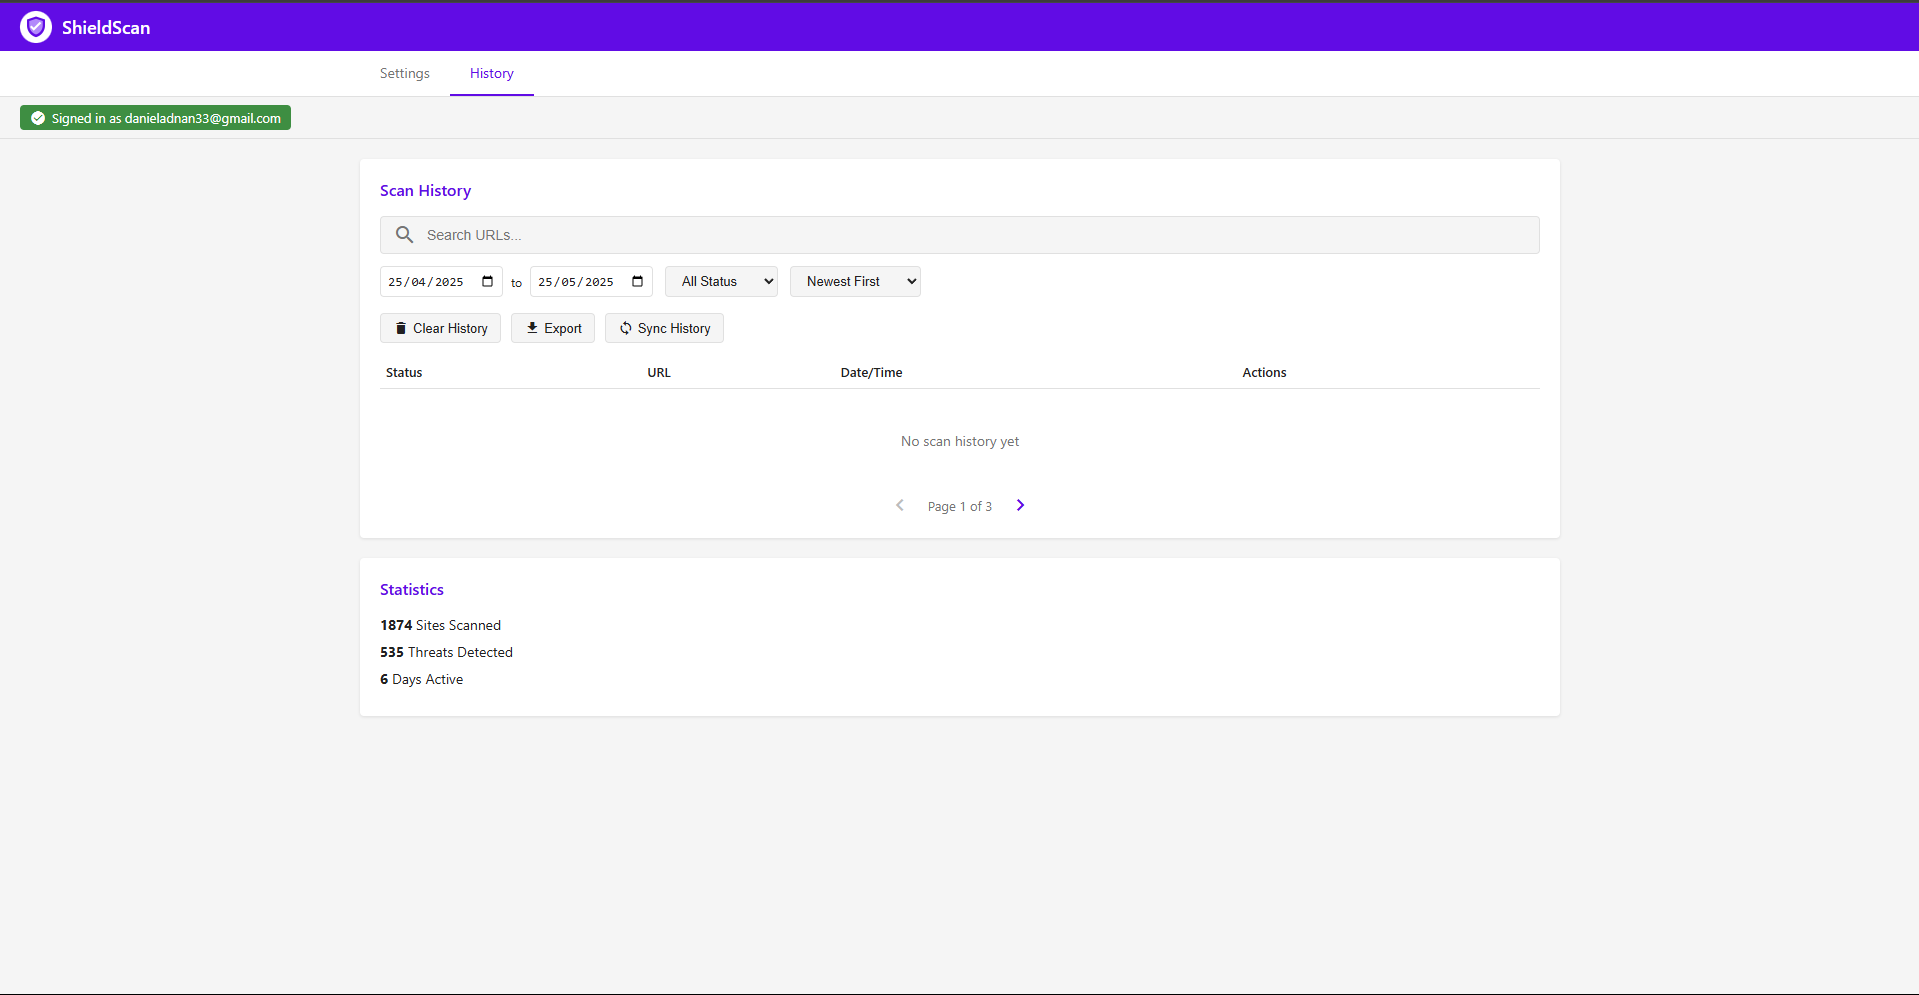 ShieldScan
Settings History
Signed in as danieladnan33@gmail.com
Scan History
Search URLs...
25/04/2025 to 25/05/2025 All Status Newest First
Clear History Export Sync History
Status URL Date/Time Actions
No scan history yet
Page 1 of 3
Statistics
1874 Sites Scanned
535 Threats Detected
6 Days Active